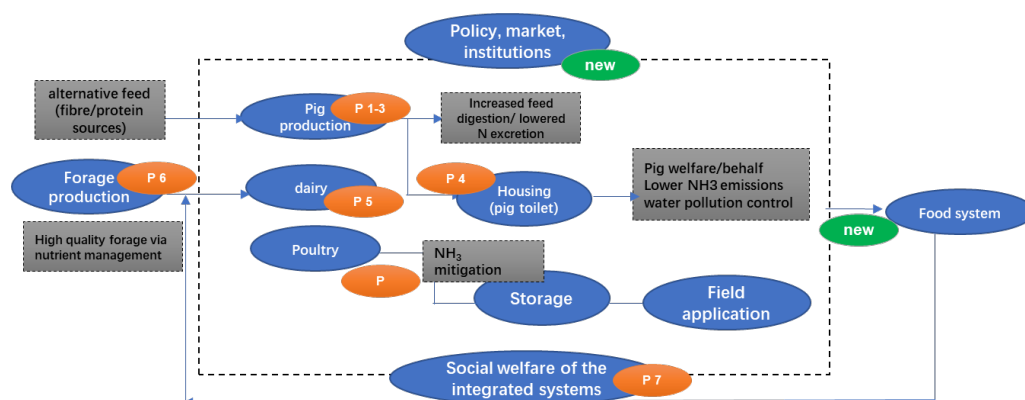 Policy, market,
institutions
new
alternative feed
(fibre/protein
sources)
Pig
production
P 1-3
Increased feed
digestion/ lowered
N excretion
Forage
production
P 6
dairy
P 5
P 4
Housing
(pig toilet)
Pig welfare/behalf
Lower NH3 emissions
water pollution control
new
Food system
High quality forage via
nutrient management
Poultry
P
NH₃
mitigation
Storage
Field
application
Social welfare of the
integrated systems
P 7